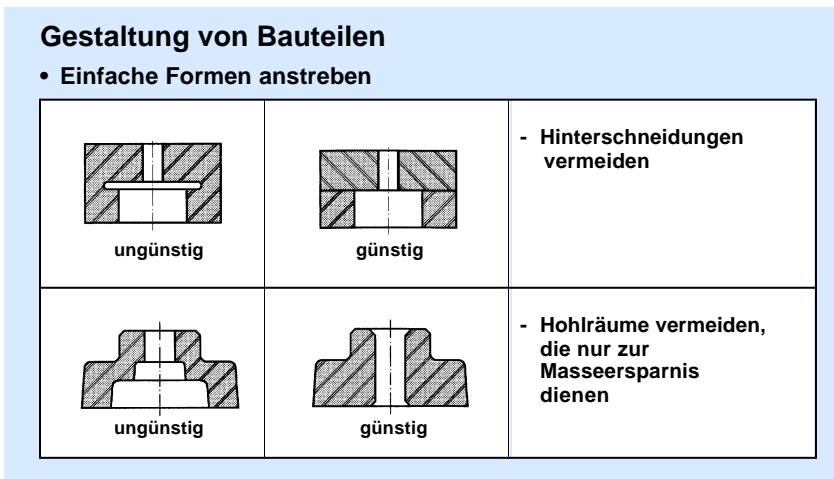 Gestaltung von Bauteilen
• Einfache Formen anstreben
- Hinterschneidungen
vermeiden
ungünstig
günstig
- Hohlräume vermeiden,
die nur zur
Masseersparnis
dienen
ungünstig
günstig